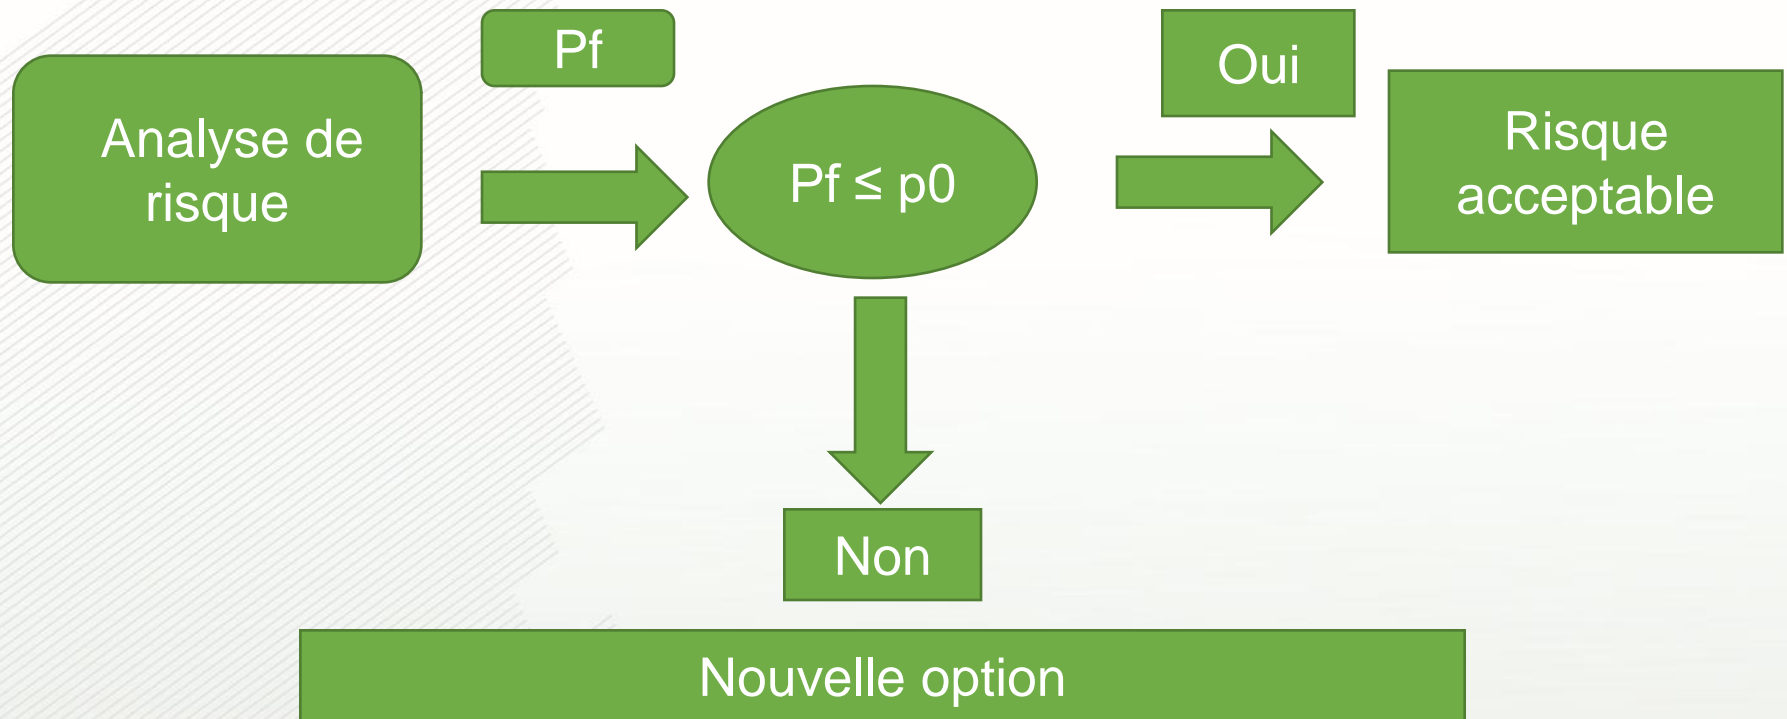 Pf
Oui
Analyse de
risque
Pf ≤ p0
Risque
acceptable
Non
Nouvelle option